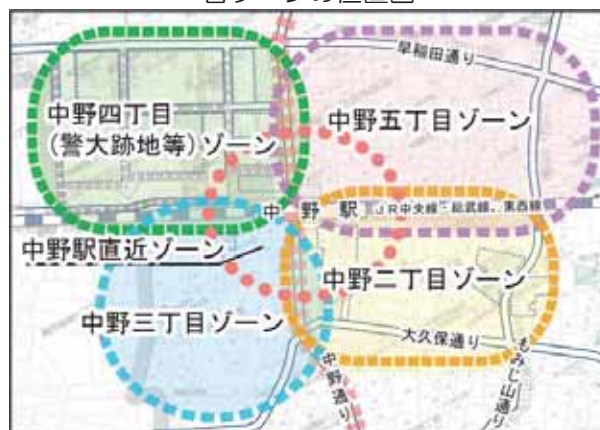 各ゾーンの位置図
早稲田通り
中野四丁目
(警大跡地等)ゾーン
中野五丁目ゾーン
中野駅
JR中央線・総武線、東西線
中野駅直近ゾーン
中野二丁目ゾーン
中野三丁目ゾーン
大久保通り
もみじ山通り
中野通り